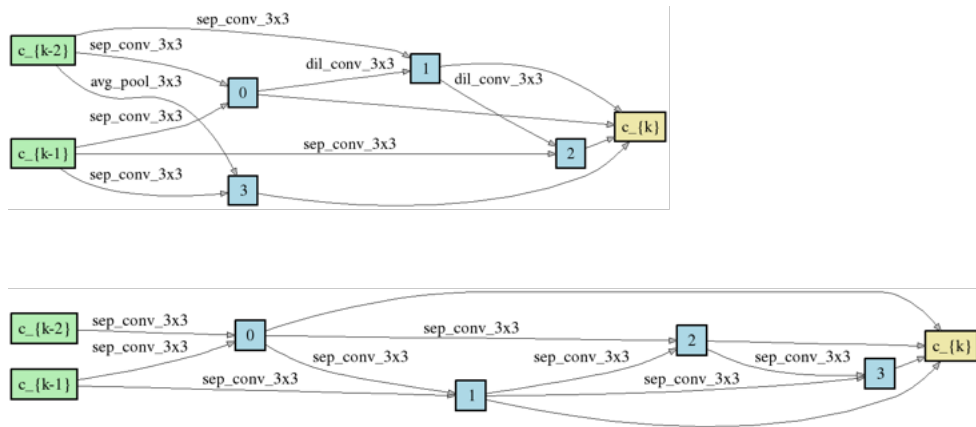 sep_conv_3x3
c_{k-2}
sep_conv_3x3
dil_conv_3x3
1
dil_conv_3x3
avg_pool_3x3
0
sep_conv_3x3
c_{k}
c_{k-1}
sep_conv_3x3
2
sep_conv_3x3
3
c_{k-2}
sep_conv_3x3
0
sep_conv_3x3
2
c_{k}
sep_conv_3x3
sep_conv_3x3
sep_conv_3x3
sep_conv_3x3
c_{k-1}
sep_conv_3x3
sep_conv_3x3
3
1